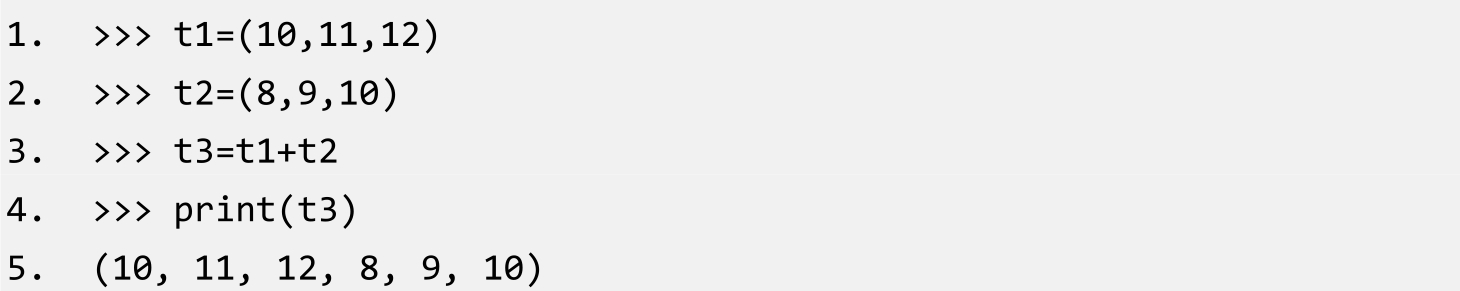 1. >>> t1=(10,11,12)
2. >>> t2=(8,9,10)
3. >>> t3=t1+t2
4. >>> print(t3)
5. (10, 11, 12, 8, 9, 10)